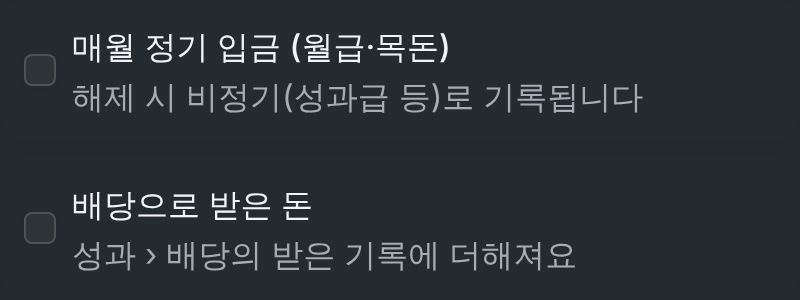 매월 정기 입금 (월급·목돈)
해제 시 비정기(성과급 등)로 기록됩니다
배당으로 받은 돈
성과 › 배당의 받은 기록에 더해져요